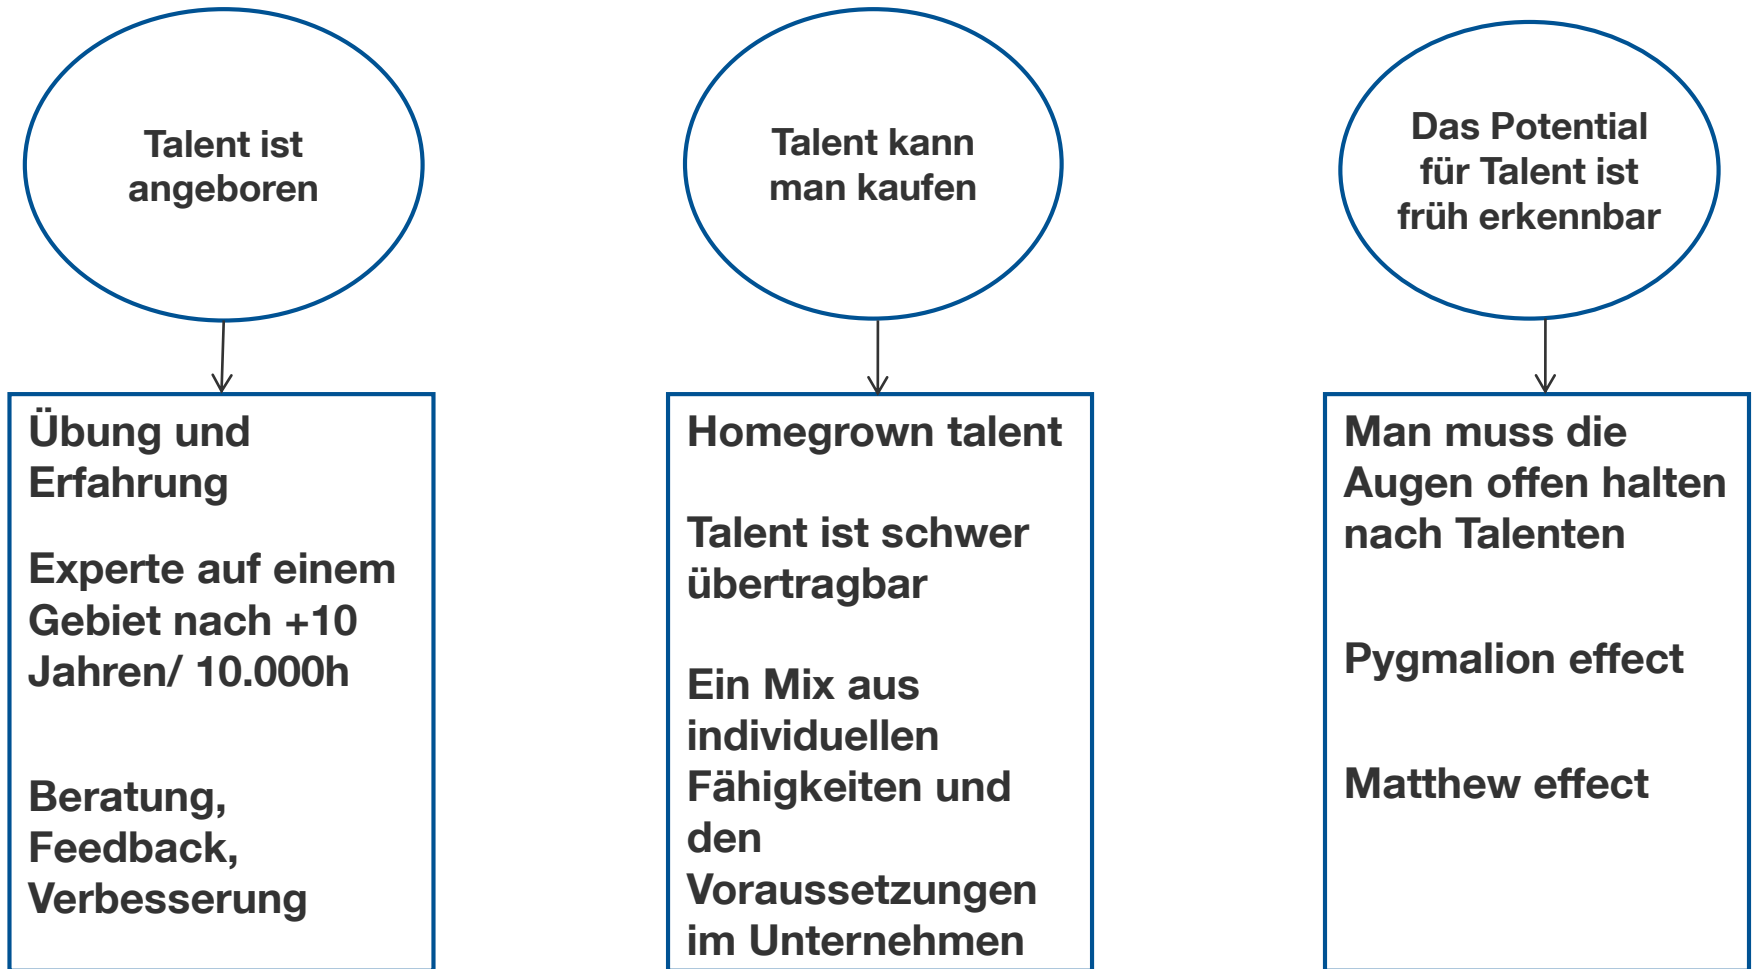 Talent ist
angeboren
Talent kann
man kaufen
Das Potential
für Talent ist
früh erkennbar
Übung und
Erfahrung
Experte auf einem
Gebiet nach +10
Jahren/ 10.000h
Beratung,
Feedback,
Verbesserung
Homegrown talent
Talent ist schwer
übertragbar
Ein Mix aus
individuellen
Fähigkeiten und
den
Voraussetzungen
im Unternehmen
Man muss die
Augen offen halten
nach Talenten
Pygmalion effect
Matthew effect